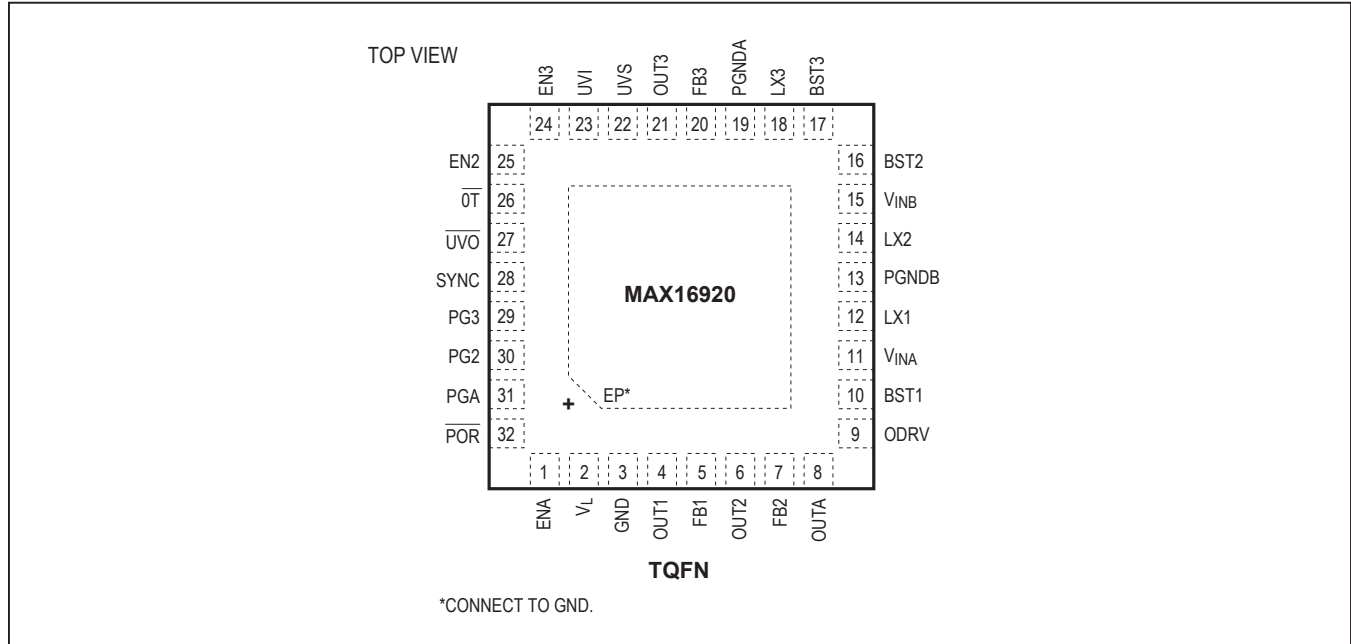 TOP VIEW
EN3 UVI UVS OUT3 FB3 PGNDA LX3 BST3
24 23 22 21 20 19 18 17
EN2 25 16 BST2
0T 26 15 VINB
UVO 27 14 LX2
SYNC 28 13 PGNDB
MAX16920
PG3 29 12 LX1
PG2 30 11 VINA
PGA 31 10 BST1
+ EP*
POR 32 9 ODRV
1 2 3 4 5 6 7 8
ENA VL GND OUT1 FB1 OUT2 FB2 OUTA
TQFN
*CONNECT TO GND.